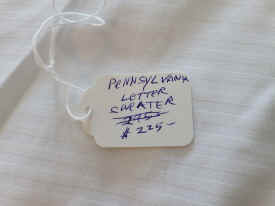 PENNSYLVANIA
LETTER
SWEATER
$225-